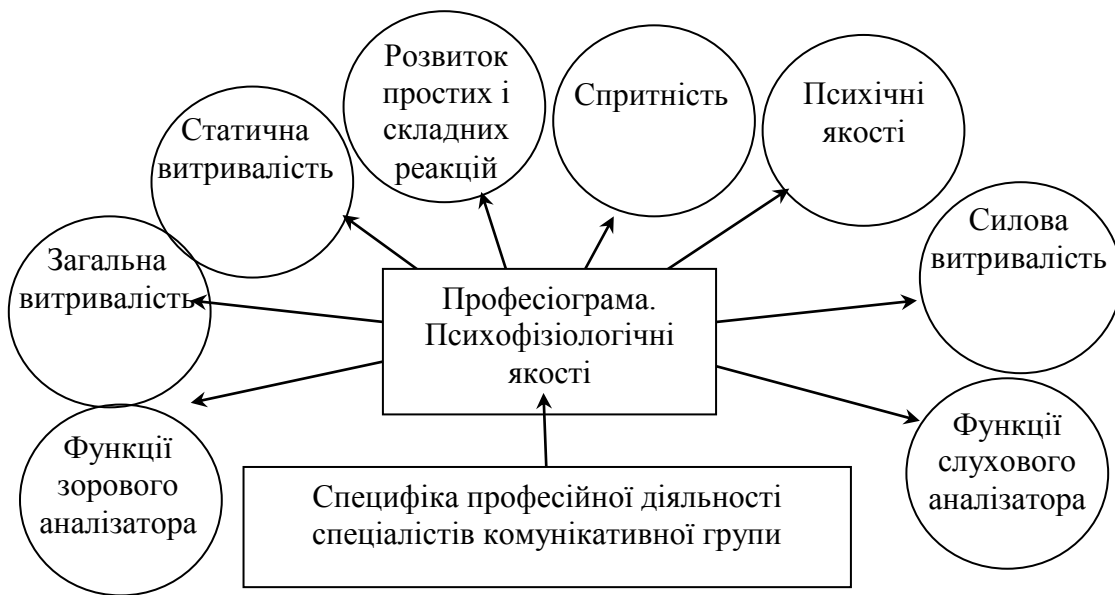 Розвиток
простих і
складних
реакцій
Спритність
Психічні
якості
Статична
витривалість
Силова
витривалість
Загальна
витривалість
Професіограма.
Психофізіологічні
якості
Функції
зорового
аналізатора
Функції
слухового
аналізатора
Специфіка професійної діяльності
спеціалістів комунікативної групи